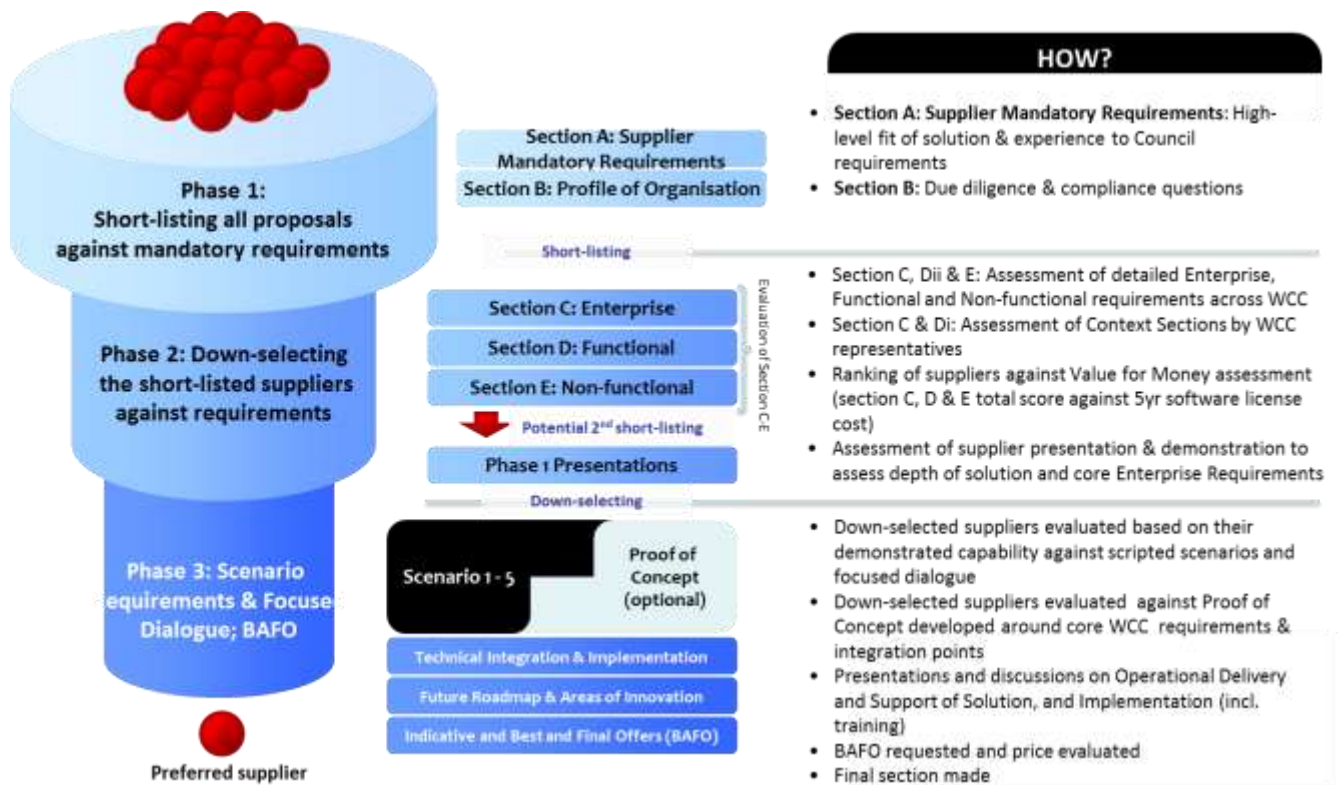 Phase 1:
Short-listing all proposals
against mandatory requirements
Phase 2: Down-selecting
the short-listed suppliers
against requirements
Phase 3: Scenario
equirements & Focuse
Dialogue; BAFO
Preferred supplier
Section A: Supplier
Mandatory Requirements
Section B: Profile of Organisation
Short-listing
Section C: Enterprise
Section D: Functional
Section E: Non-functional
Evaluation of Section C-E
Potential 2nd short-listing
Phase 1 Presentations
Down-selecting
Scenario 1 - 5
Proof of
Concept
(optional)
Technical Integration & Implementation
Future Roadmap & Areas of Innovation
Indicative and Best and Final Offers (BAFO)
HOW?
• Section A: Supplier Mandatory Requirements: High-
level fit of solution & experience to Council
requirements
• Section B: Due diligence & compliance questions
• Section C, Dii & E: Assessment of detailed Enterprise,
Functional and Non-functional requirements across WCC
• Section C & Di: Assessment of Context Sections by WCC
representatives
• Ranking of suppliers against Value for Money assessment
(section C, D & E total score against 5yr software license
cost)
• Assessment of supplier presentation & demonstration to
assess depth of solution and core Enterprise Requirements
• Down-selected suppliers evaluated based on their
demonstrated capability against scripted scenarios and
focused dialogue
• Down-selected suppliers evaluated against Proof of
Concept developed around core WCC requirements &
integration points
• Presentations and discussions on Operational Delivery
and Support of Solution, and Implementation (incl.
training)
• BAFO requested and price evaluated
• Final section made